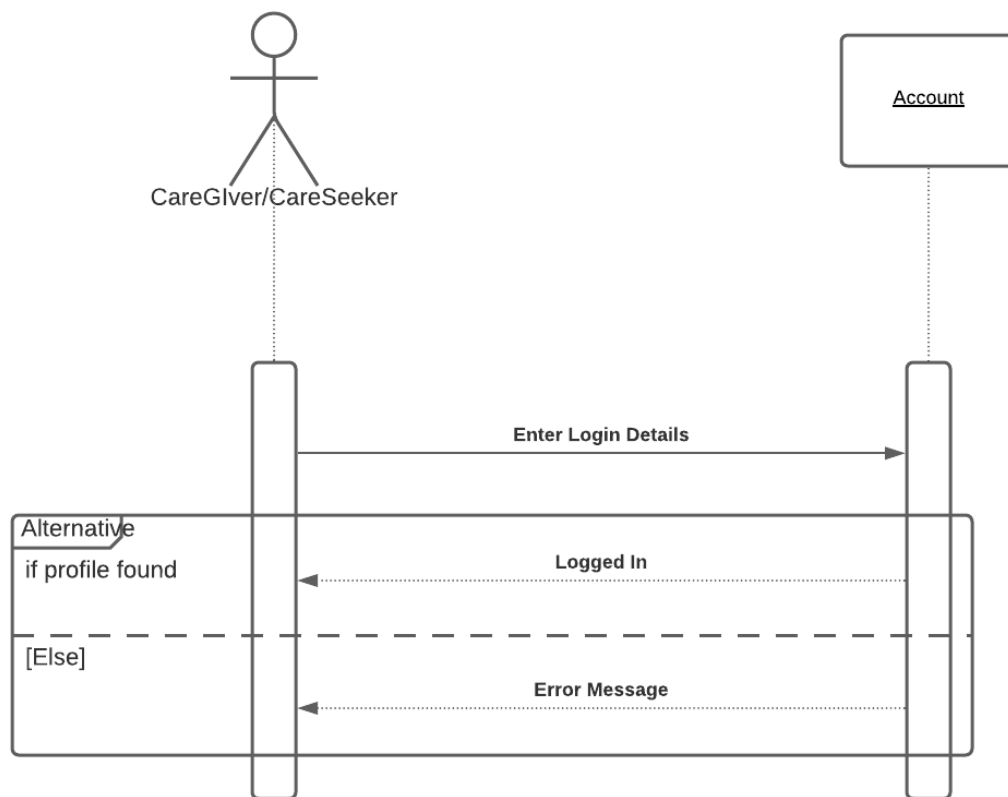 Account
CareGIver/CareSeeker
Enter Login Details
Alternative
if profile found
Logged In
[Else]
Error Message